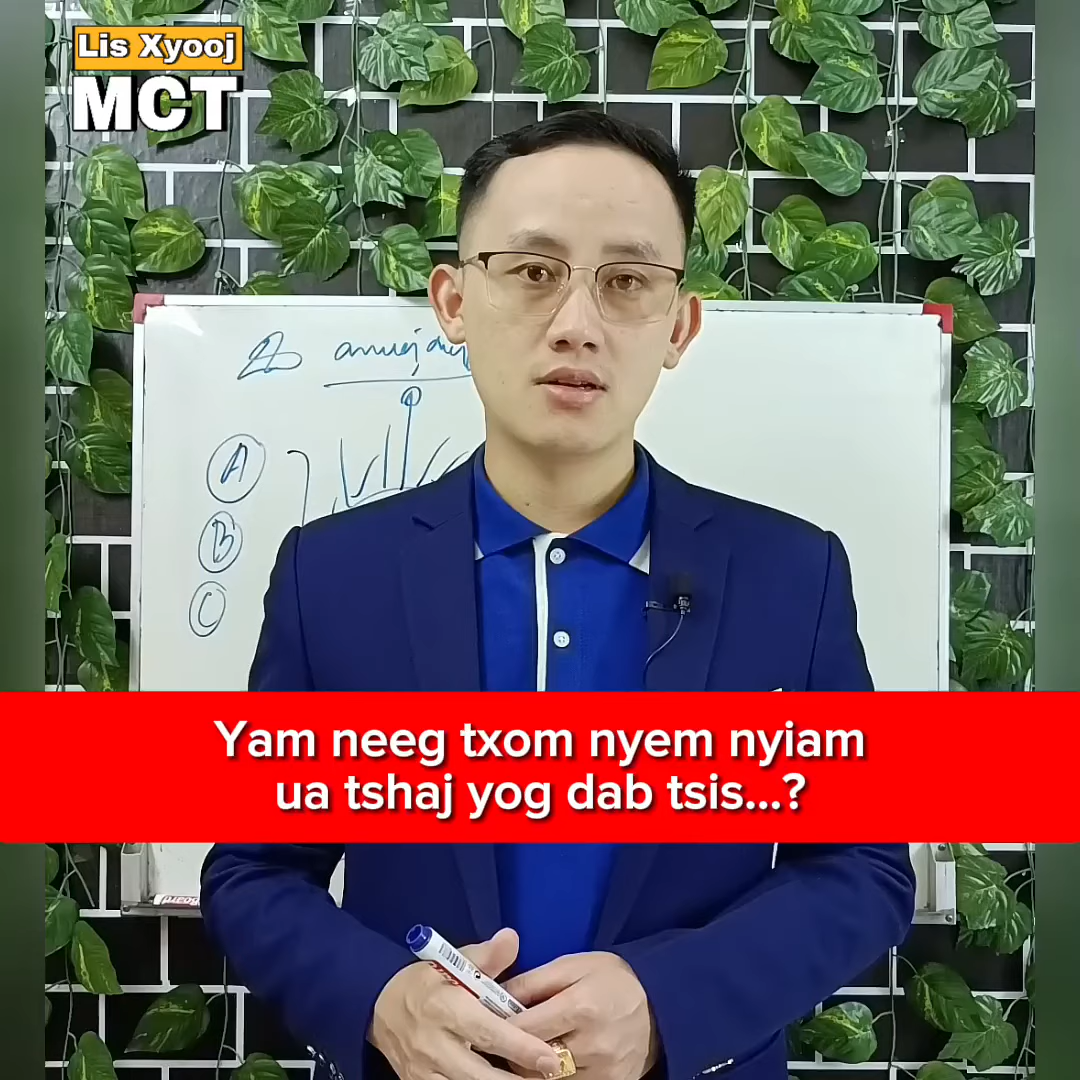 Lis Xyooj
MCT
A
B
C
Yam neeg txom nyem nyiam
ua tshaj yog dab tsis...?